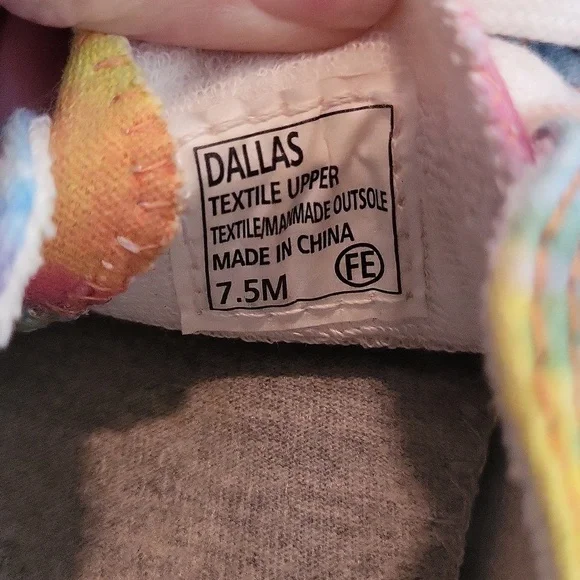 DALLAS
TEXTILE UPPER
TEXTILE/MANMADE OUTSOLE
MADE IN CHINA
FE
7.5M